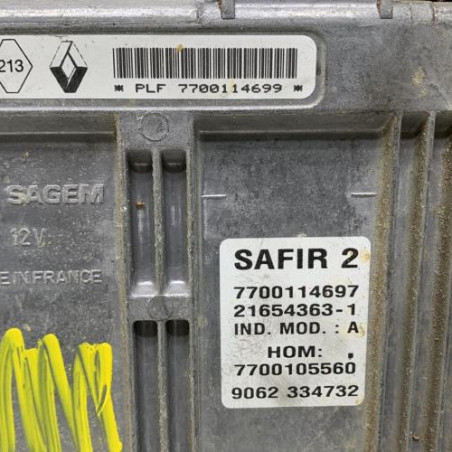 213
* PLF 7700114699 *
SAGEM
12V
E IN FRANCE
SAFIR 2
7700114697
21654363-1
IND. MOD. : A
HOM: .
7700105560
9062 334732